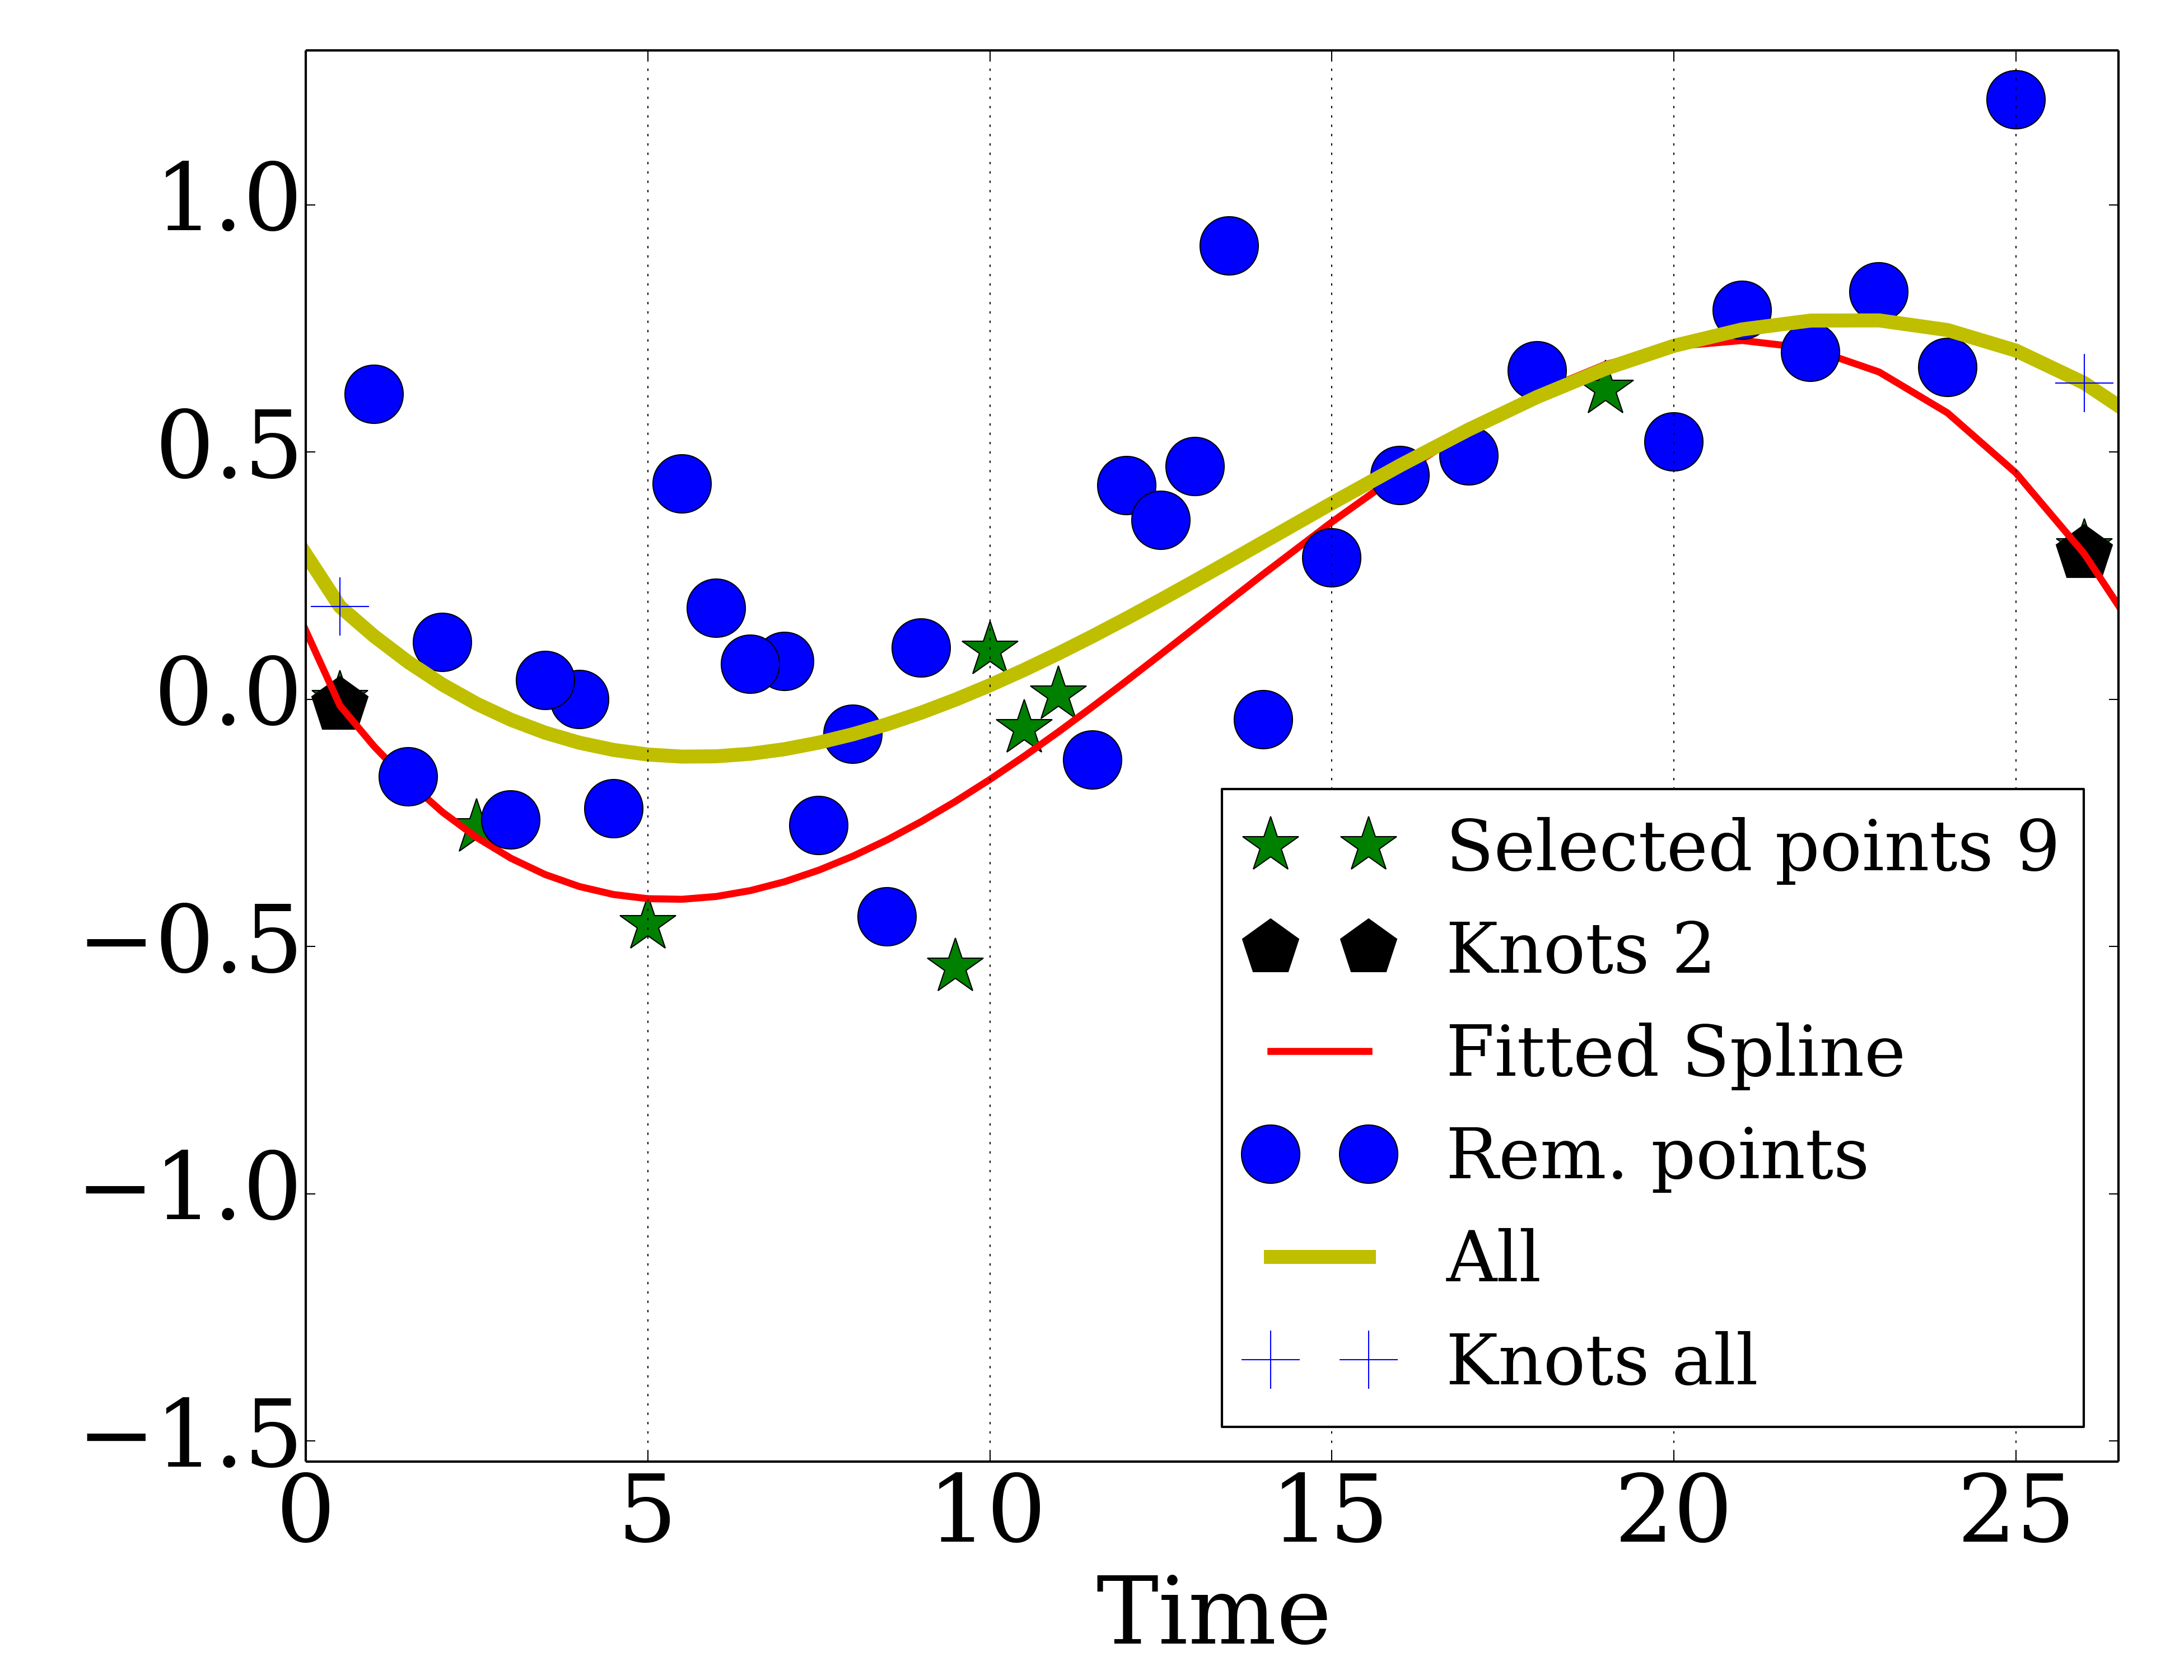 1.0
0.5
0.0
−0.5
−1.0
−1.5
0 5 10 15 20 25
Time
Selected points 9
Knots 2
Fitted Spline
Rem. points
All
Knots all